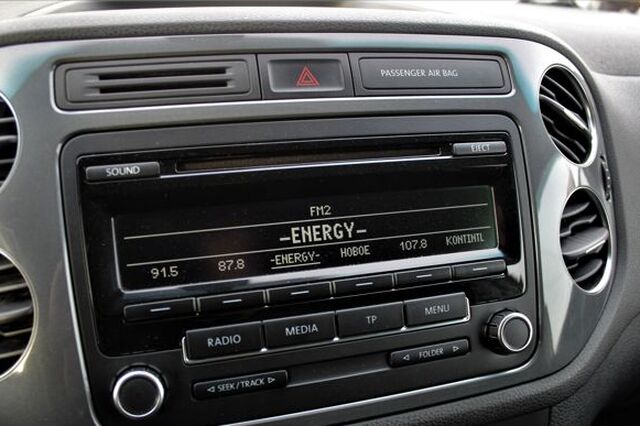 PASSENGER AIR BAG
SOUND
EJECT
FM2
-ENERGY-
91.5 87.8 -ENERGY- HOBOE 107.8 KONTINTL
RADIO MEDIA TP MENU
SEEK/TRACK FOLDER